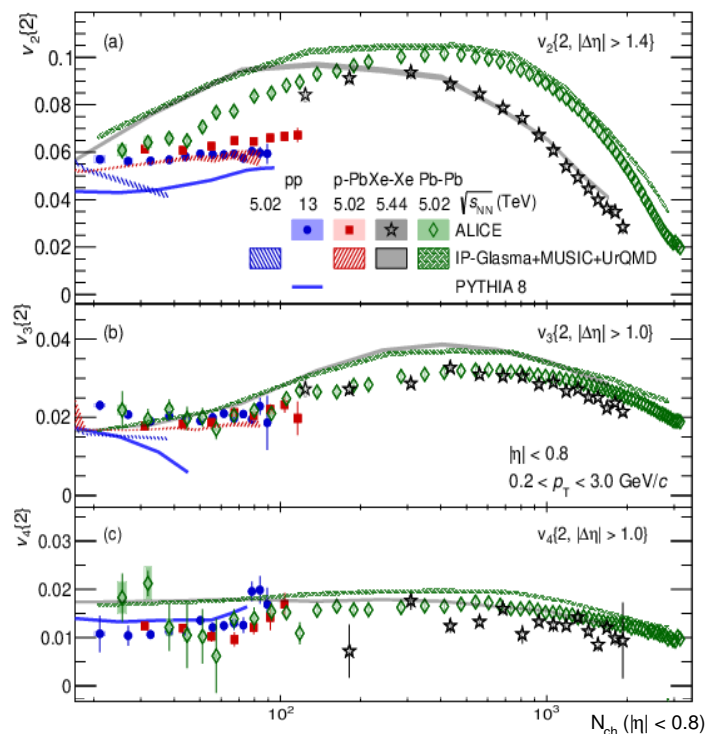 v2{2}
(a)
v2{2, |Δη| > 1.4}
0.1
0.08
0.06
0.04
0.02
0
pp p-PbXe-Xe Pb-Pb
5.02 13 5.02 5.44 5.02 √sNN (TeV)
ALICE
IP-Glasma+MUSIC+UrQMD
PYTHIA 8
v3{2}
(b)
v3{2, |Δη| > 1.0}
0.04
0.02
0
|η| < 0.8
0.2 < pT < 3.0 GeV/c
v4{2}
(c)
v4{2, |Δη| > 1.0}
0.03
0.02
0.01
0
10² 10³
Nch (|η| < 0.8)